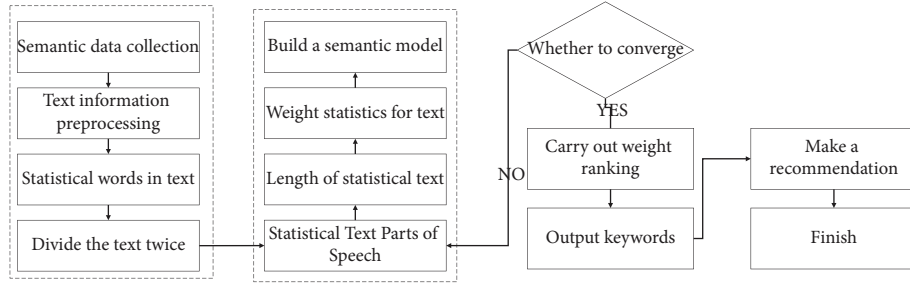 Semantic data collection
Text information
preprocessing
Statistical words in text
Divide the text twice
Build a semantic model
Weight statistics for text
Length of statistical text
Statistical Text Parts of
Speech
Whether to converge
YES
NO
Carry out weight
ranking
Output keywords
Make a
recommendation
Finish